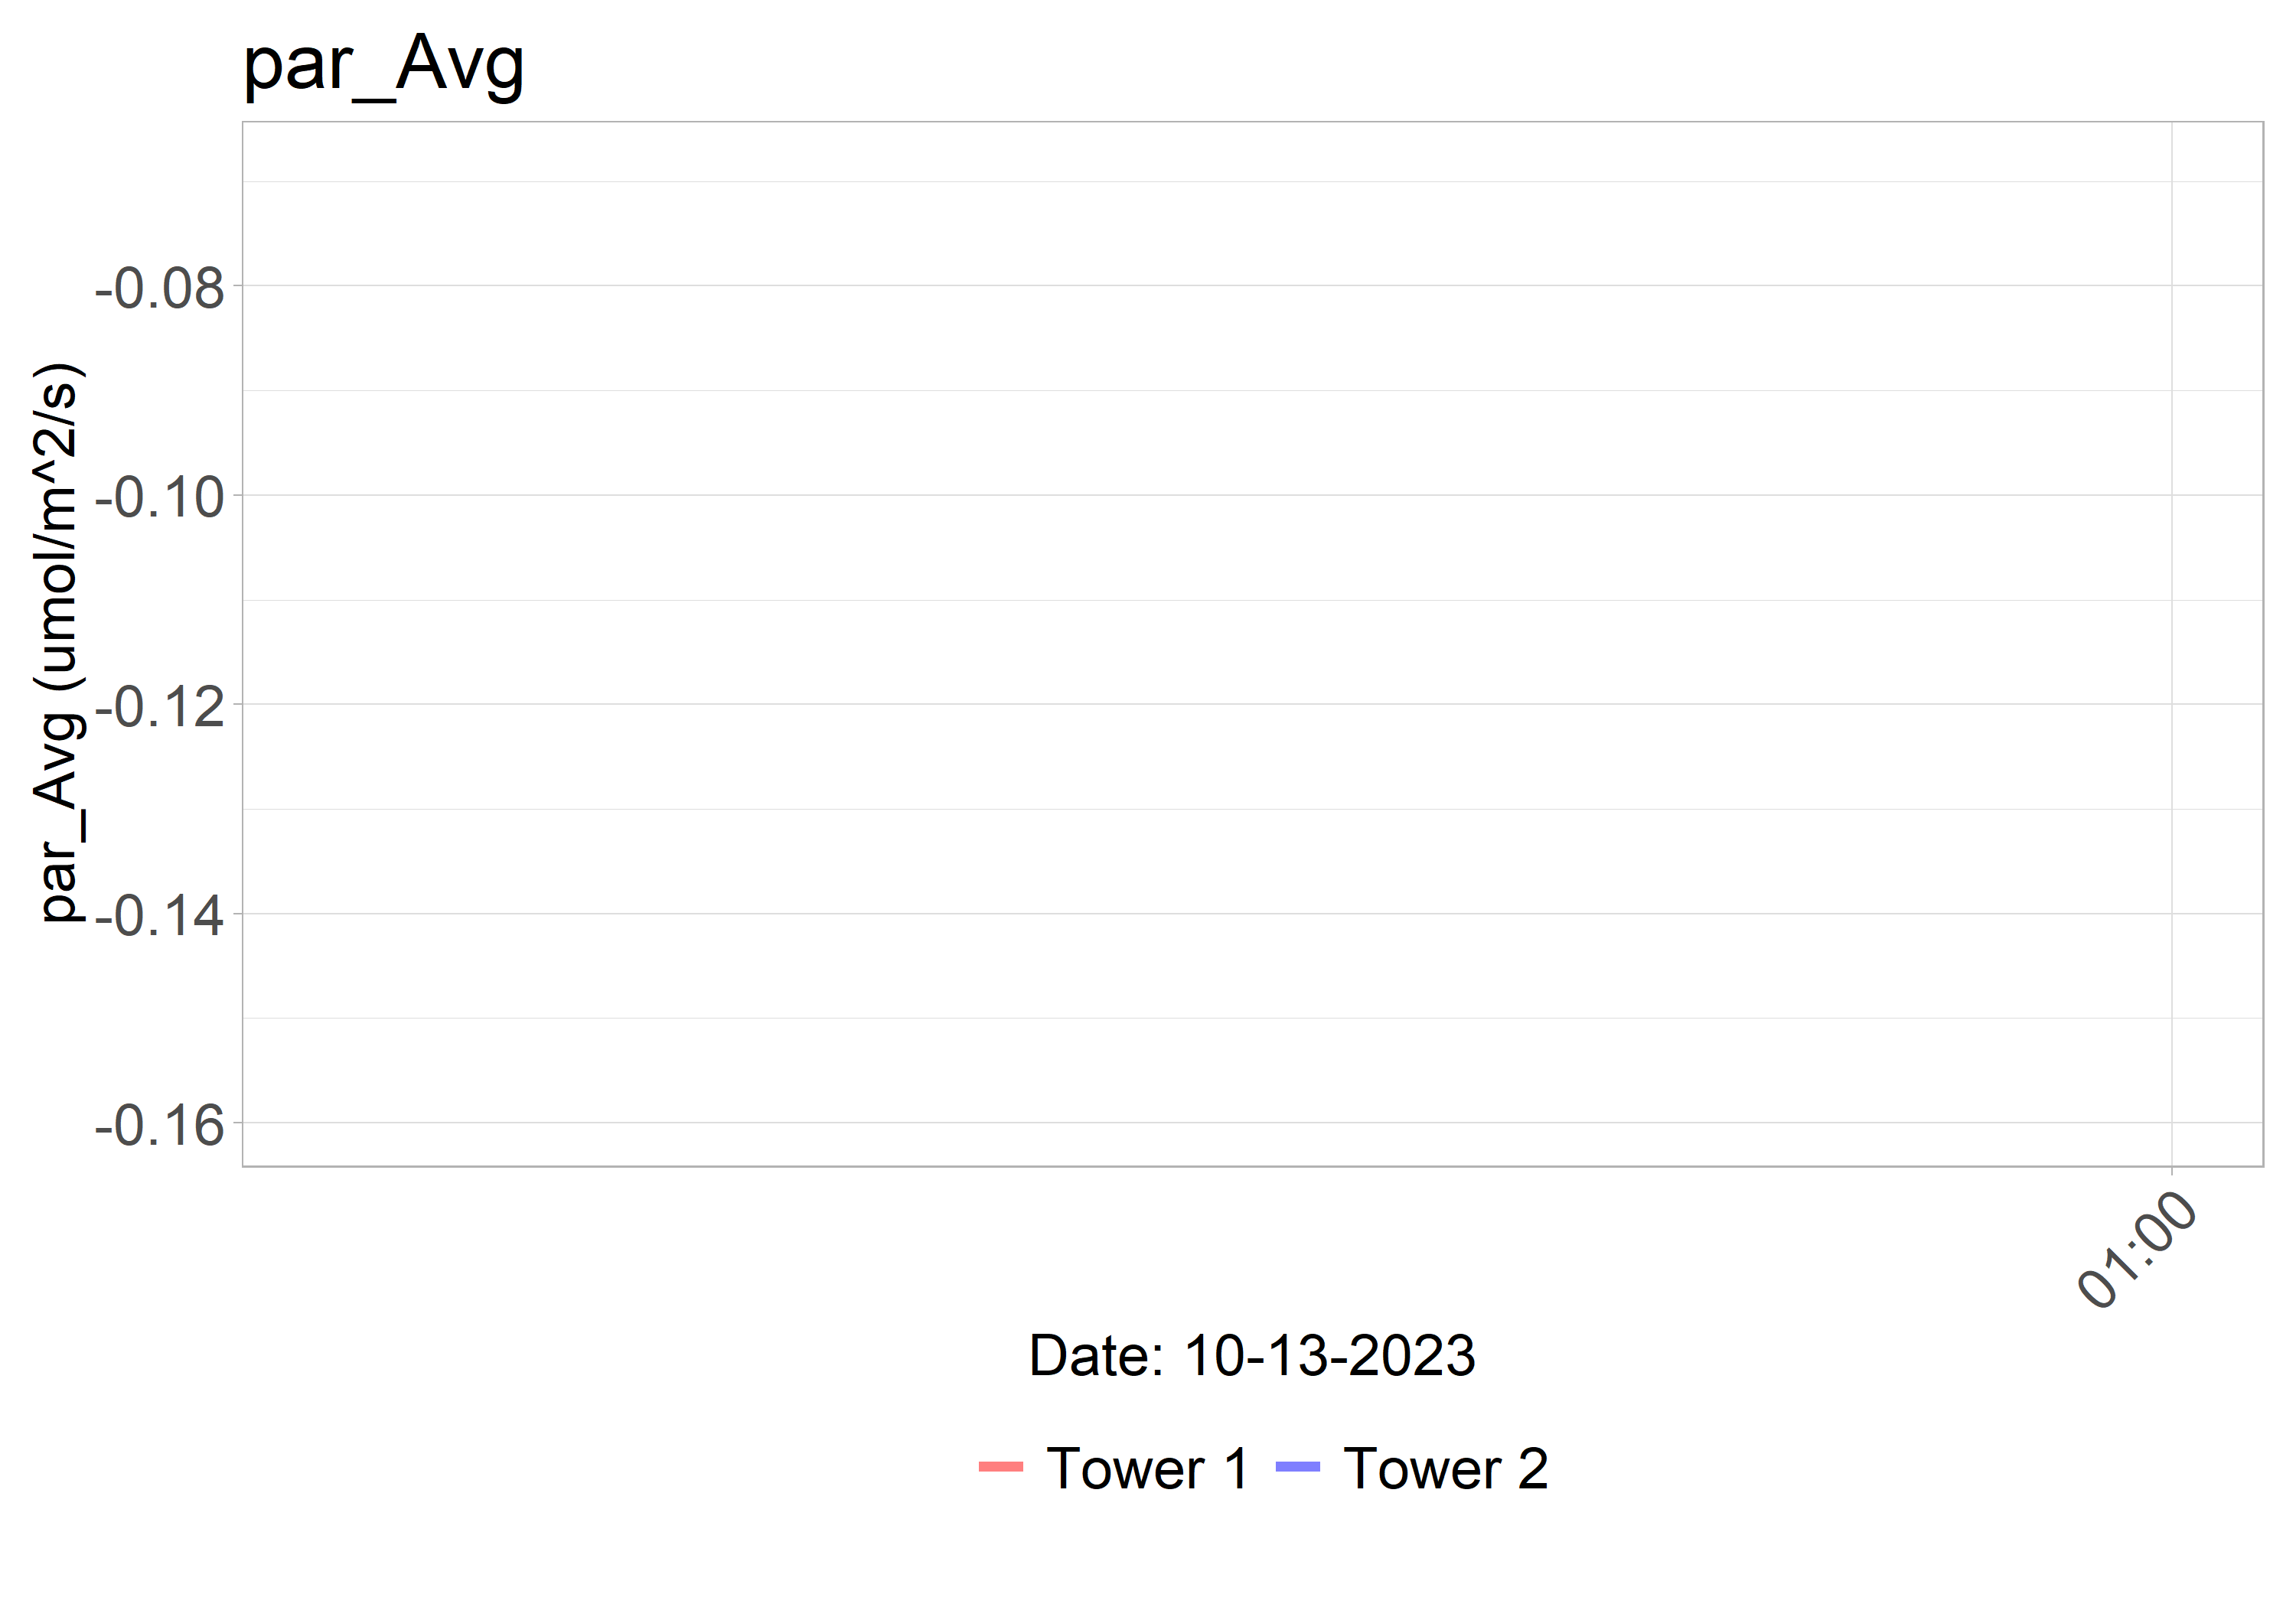 par_Avg
par_Avg (umol/m^2/s)
-0.08
-0.10
-0.12
-0.14
-0.16
01:00
Date: 10-13-2023
Tower 1
Tower 2